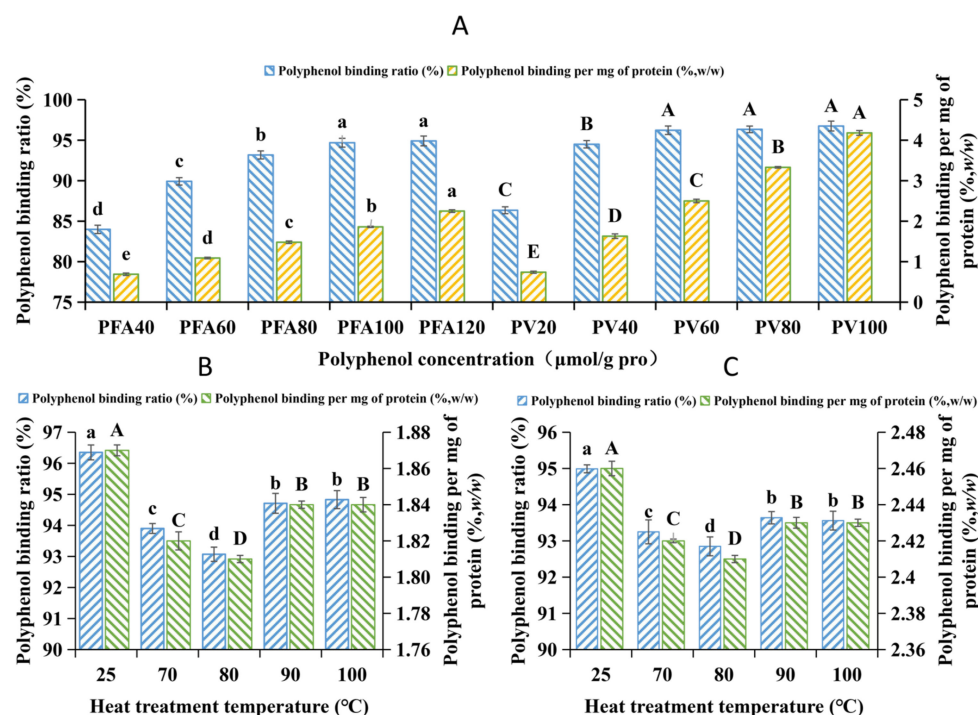 A
Polyphenol binding ratio (%) Polyphenol binding per mg of protein (%,w/w)
Polyphenol binding ratio (%)
100
95
90
85
80
75
d e c d b c a b a a C E B D A C A B A A
5
4
3
2
1
0
Polyphenol binding per mg of
protein (%,w/w)
PFA40 PFA60 PFA80 PFA100 PFA120 PV20 PV40 PV60 PV80 PV100
Polyphenol concentration（μmol/g pro）
B
Polyphenol binding ratio (%) Polyphenol binding per mg of protein (%,w/w)
Polyphenol binding ratio (%)
97
96
95
94
93
92
91
90
a A c C d D b B b B
1.88
1.86
1.84
1.82
1.80
1.78
1.76
Polyphenol binding per mg of
protein (%,w/w)
25 70 80 90 100
Heat treatment temperature (°C)
C
Polyphenol binding ratio (%) Polyphenol binding per mg of protein (%,w/w)
Polyphenol binding ratio (%)
96
95
94
93
92
91
90
a A c C d D b B b B
2.48
2.46
2.44
2.42
2.40
2.38
2.36
Polyphenol binding per mg of
protein (%,w/w)
25 70 80 90 100
Heat treatment temperature (°C)